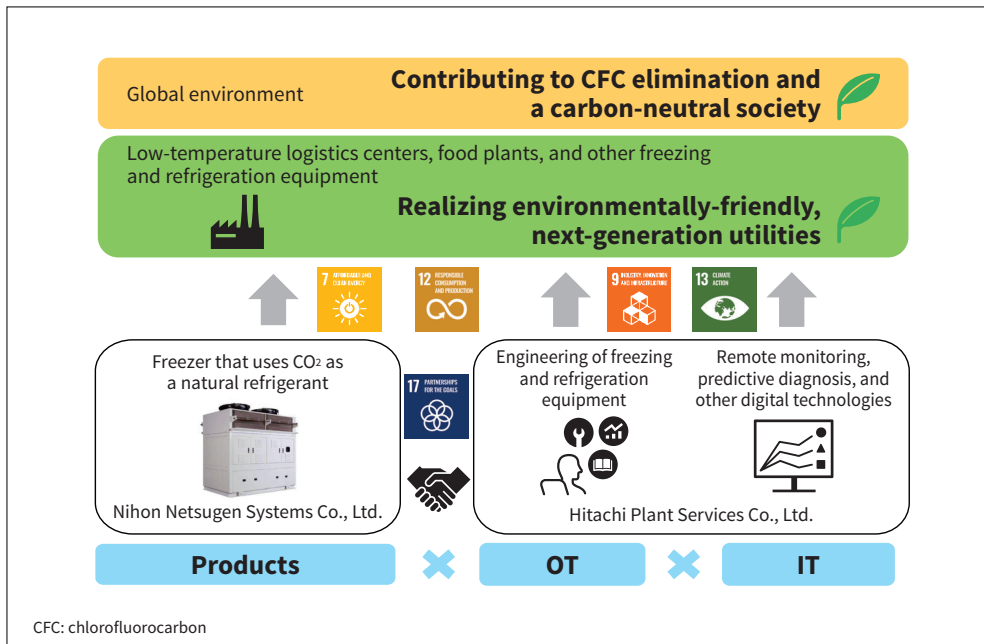 Global environment
Contributing to CFC elimination and
a carbon-neutral society
Low-temperature logistics centers, food plants, and other freezing
and refrigeration equipment
Realizing environmentally-friendly,
next-generation utilities
7 AFFORDABLE AND
CLEAN ENERGY
12 RESPONSIBLE
CONSUMPTION
AND PRODUCTION
9 INDUSTRY, INNOVATION
AND INFRASTRUCTURE
13 CLIMATE
ACTION
Freezer that uses CO2 as
a natural refrigerant
Nihon Netsugen Systems Co., Ltd.
17 PARTNERSHIPS
FOR THE GOALS
Engineering of freezing
and refrigeration
equipment
Remote monitoring,
predictive diagnosis, and
other digital technologies
Hitachi Plant Services Co., Ltd.
Products × OT × IT
CFC: chlorofluorocarbon